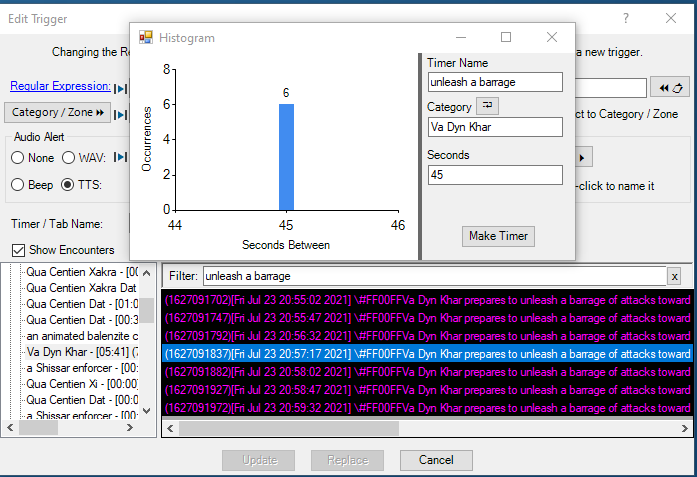 Edit Trigger
?
Histogram
Changing the Re
a new trigger.
Regular Expression:
Category / Zone
ct to Category / Zone
Audio Alert
None
WAV:
Beep
TTS:
-click to name it
Timer / Tab Name:
Show Encounters
Occurrences
8
6
4
2
0
6
44
45
46
Seconds Between
Timer Name
unleash a barrage
Category
Va Dyn Khar
Seconds
45
Make Timer
Qua Centien Xakra - [00
Qua Centien Xakra Dat
Qua Centien Dat - [01:0
Qua Centien Dat - [00:3
an animated balenzite c
Va Dyn Khar - [05:41] (7
a Shissar enforcer - [00:
Qua Centien Xi - [00:00]
Qua Centien Dat - [00:0
a Shissar enforcer - [00:
Filter:
unleash a barrage
x
(1627091702)[Fri Jul 23 20:55:02 2021] \#FF00FFVa Dyn Khar prepares to unleash a barrage of attacks toward
(1627091747)[Fri Jul 23 20:55:47 2021] \#FF00FFVa Dyn Khar prepares to unleash a barrage of attacks toward
(1627091792)[Fri Jul 23 20:56:32 2021] \#FF00FFVa Dyn Khar prepares to unleash a barrage of attacks toward
(1627091837)[Fri Jul 23 20:57:17 2021] \#FF00FFVa Dyn Khar prepares to unleash a barrage of attacks toward
(1627091882)[Fri Jul 23 20:58:02 2021] \#FF00FFVa Dyn Khar prepares to unleash a barrage of attacks toward
(1627091927)[Fri Jul 23 20:58:47 2021] \#FF00FFVa Dyn Khar prepares to unleash a barrage of attacks toward
(1627091972)[Fri Jul 23 20:59:32 2021] \#FF00FFVa Dyn Khar prepares to unleash a barrage of attacks toward
Update
Replace
Cancel